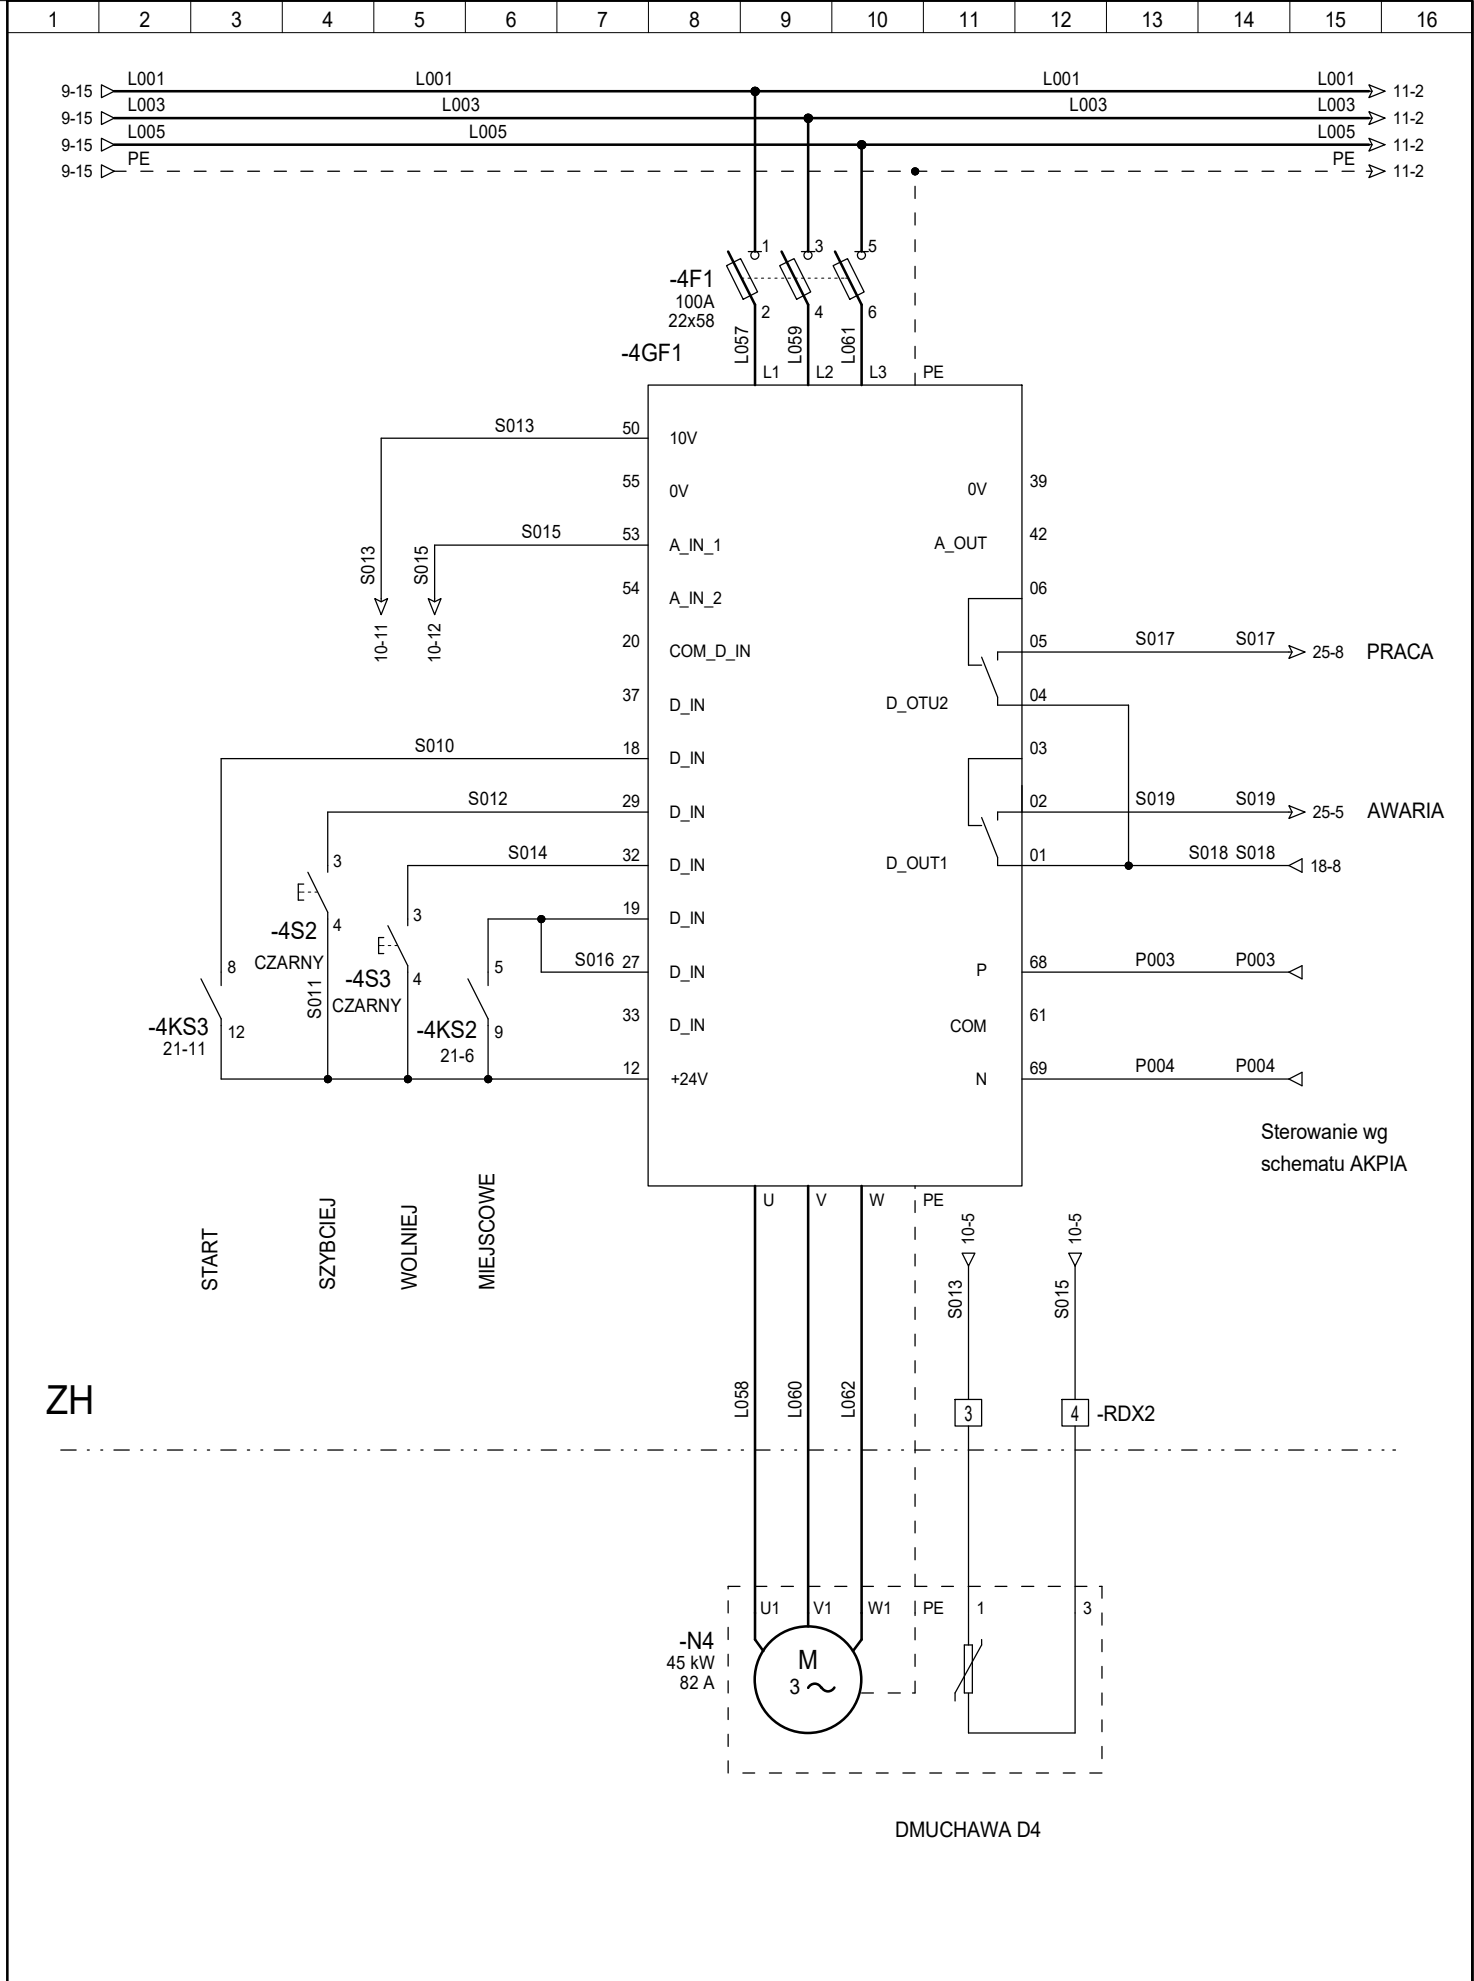 1 2 3 4 5 6 7 8 9 10 11 12 13 14 15 16
9-15 L001 L001 L001 L001 11-2
9-15 L003 L003 L003 L003 11-2
9-15 L005 L005 L005 11-2
9-15 PE PE 11-2
1 3 5
-4F1
100A
22x58
2 4 6
L057 L059 L061
-4GF1
L1 L2 L3 PE
S013 50 10V
55 0V 0V 39
S015 53 A_IN_1 A_OUT 42
S013 S015
54 A_IN_2 06
10-11 10-12
20 COM_D_IN 05 S017 S017 25-8 PRACA
37 D_IN D_OTU2 04
S010 18 D_IN 03
S012 29 D_IN 02 S019 S019 25-5 AWARIA
S014 32 D_IN D_OUT1 01 S018 S018 18-8
3
4
-4S2
CZARNY
3
4
-4S3
CZARNY
19 D_IN
S016 27 D_IN P 68 P003 P003
S011
8
12
-4KS3
21-11
5
9
-4KS2
21-6
33 D_IN COM 61
12 +24V N 69 P004 P004
Sterowanie wg
schematu AKPIA
U V W PE
START SZYBCIEJ WOLNIEJ MIEJSCOWE
10-5 10-5
S013 S015
ZH
L058 L060 L062
3 4 -RDX2
U1 V1 W1 PE 1 3
-N4
45 kW
82 A
M
3
DMUCHAWA D4